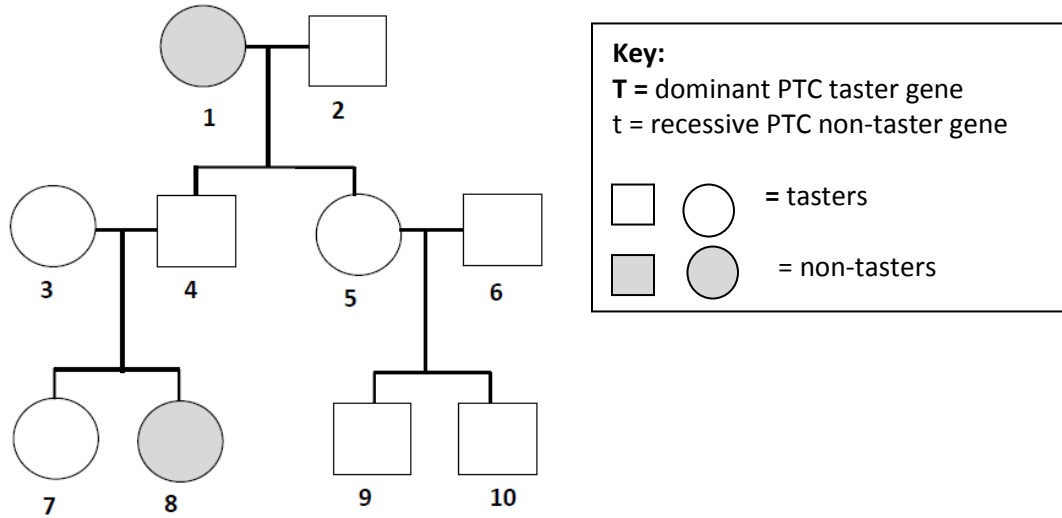 Key:
T = dominant PTC taster gene
t = recessive PTC non-taster gene
= tasters
= non-tasters
1 2
3 4 5 6
7 8 9 10